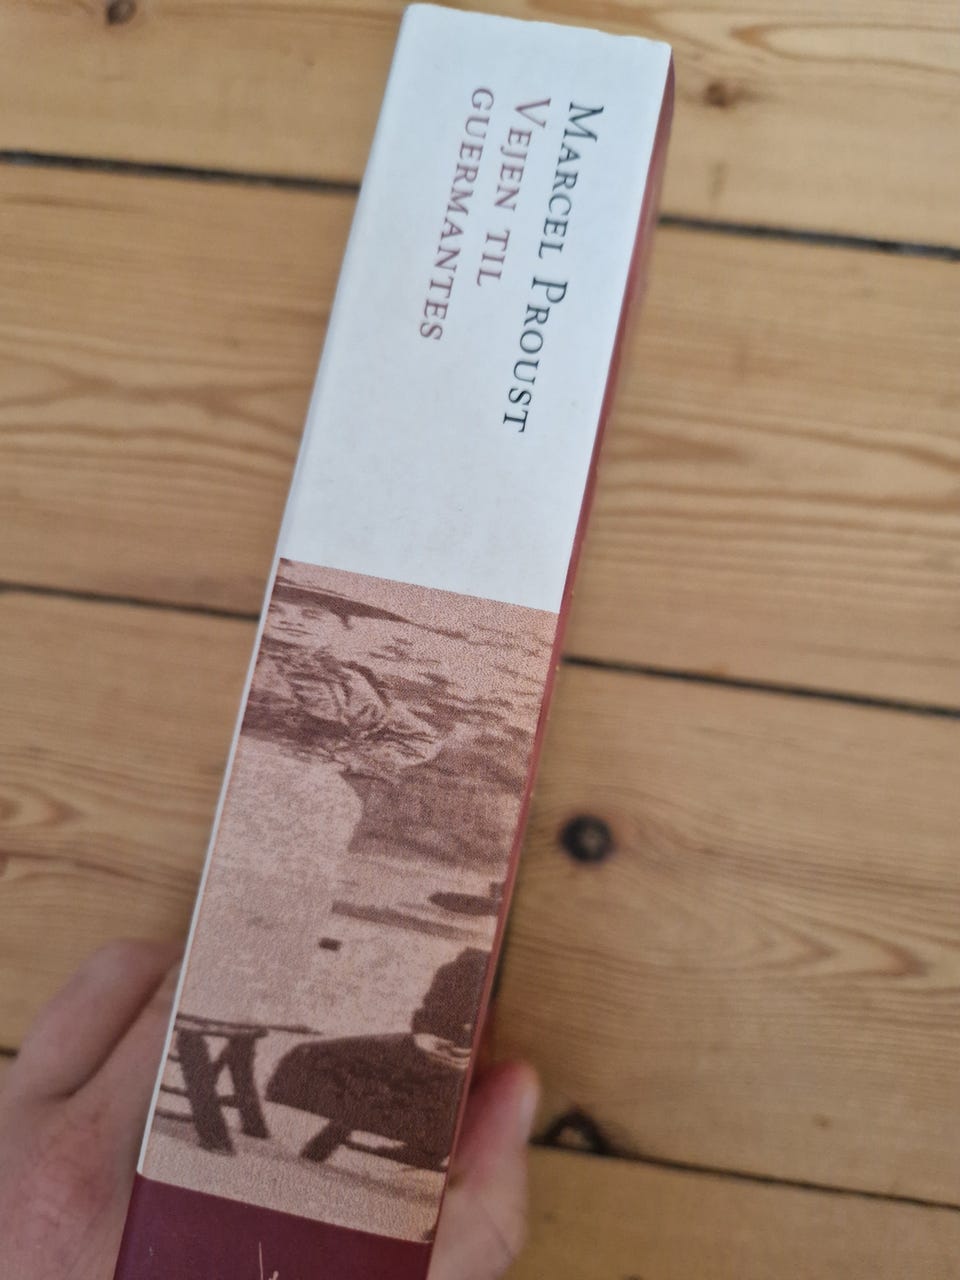 Marcel Proust
Vejen til
Guermantes